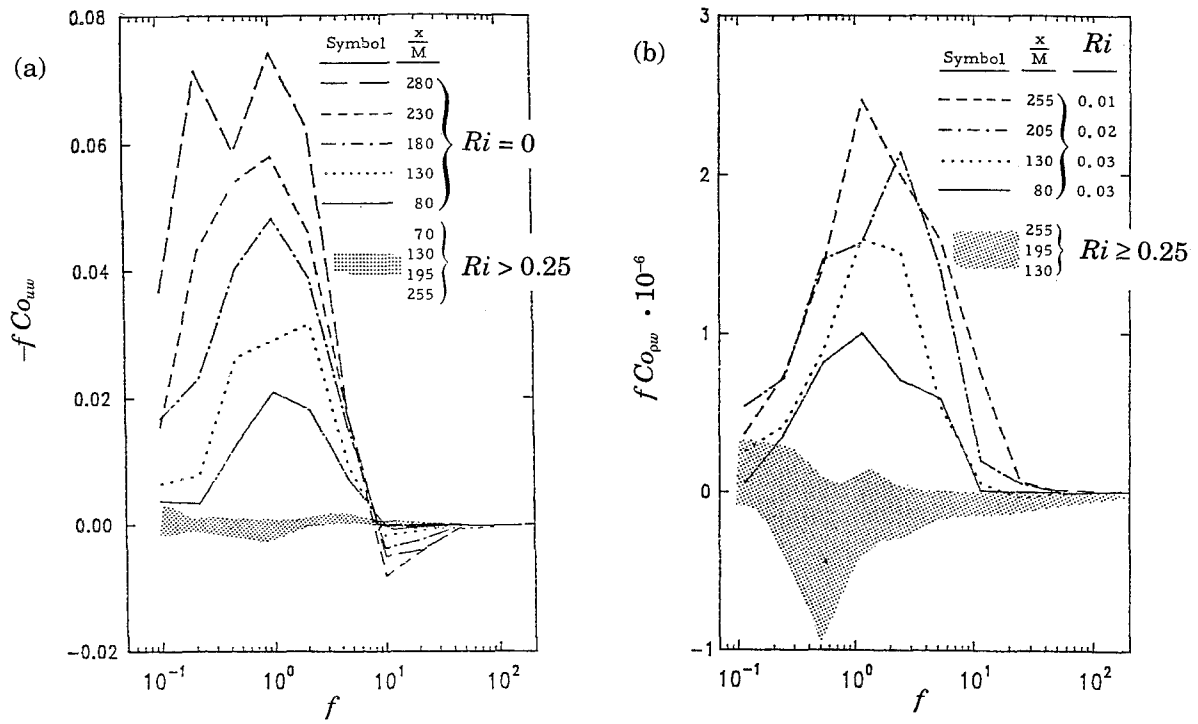 (a)
0.08
0.06
0.04
0.02
0.00
-0.02
-f Co_uw
Symbol x/M
280
230
180
130
80
Ri = 0
70
130
195
255
Ri > 0.25
10^-1 10^0 10^1 10^2
f
(b)
3
2
1
0
-1
f Co_ρw · 10^-6
Symbol x/M Ri
255 0.01
205 0.02
130 0.03
80 0.03
255
195
130
Ri ≥ 0.25
10^-1 10^0 10^1 10^2
f